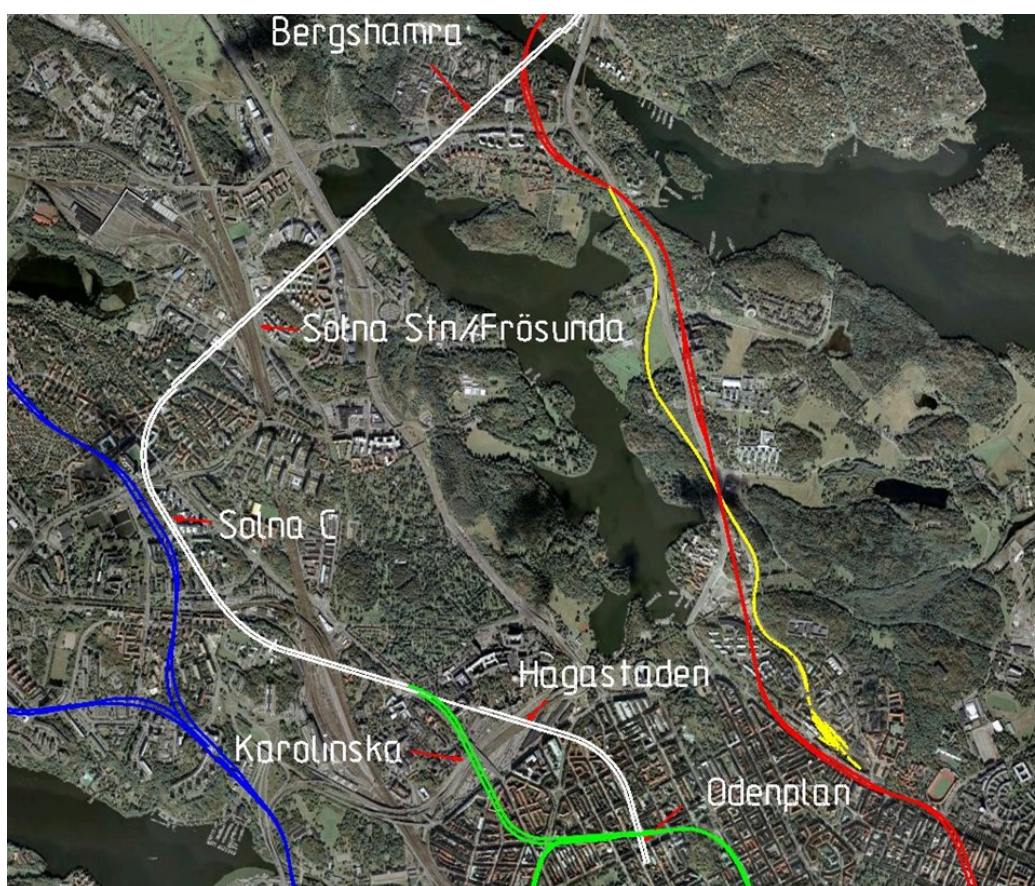 Bergshamra
Solna Stn/Frösunda
Solna C
Hagastaden
Karolinska
Odenplan